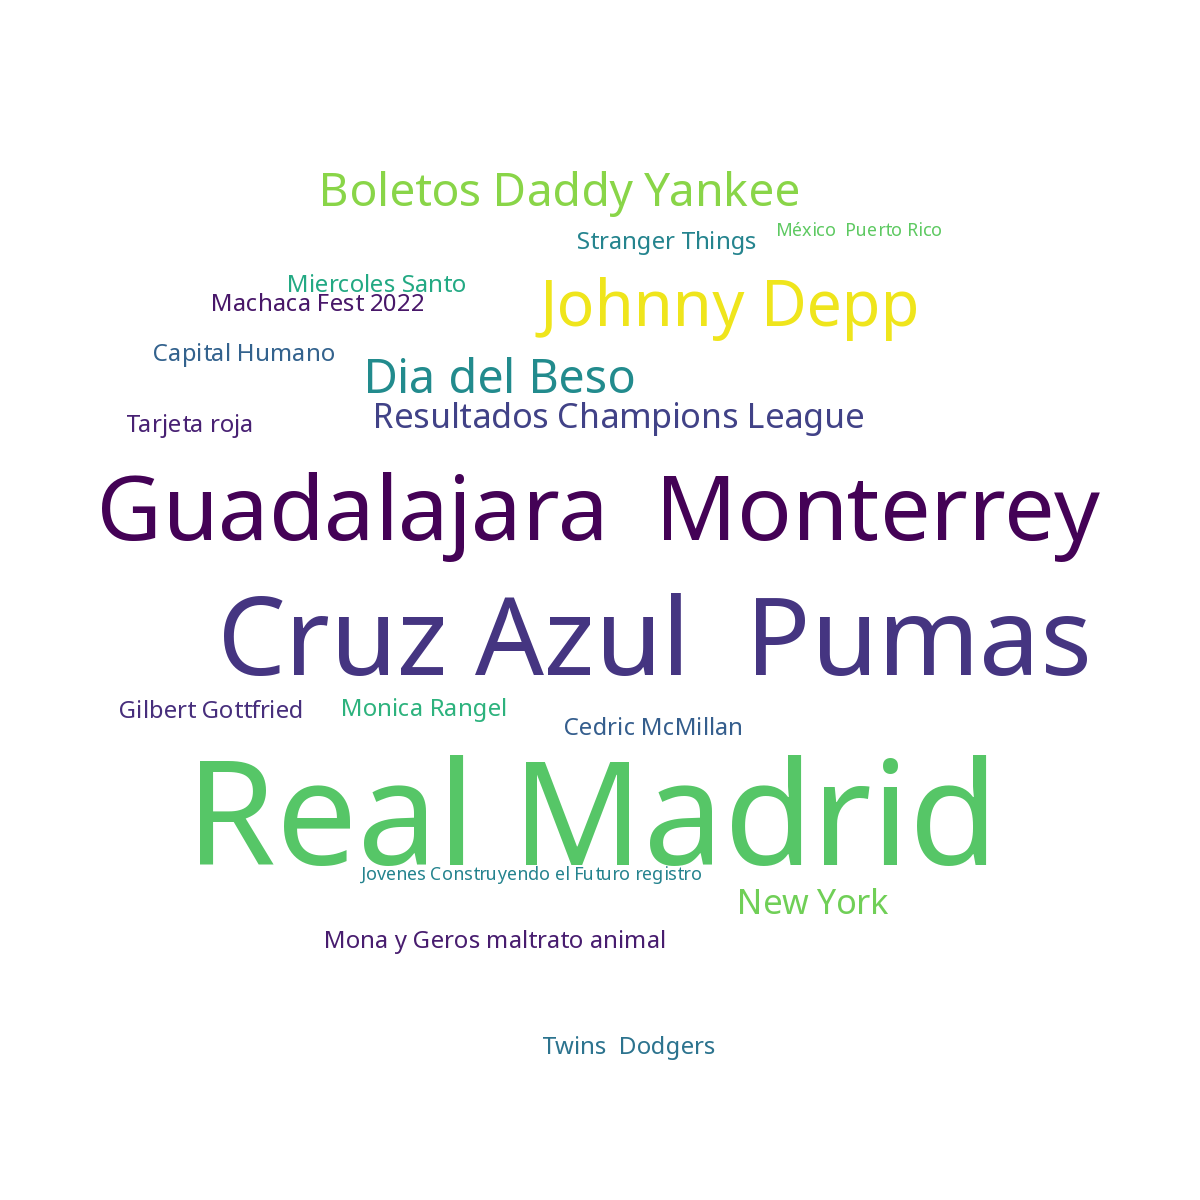 Boletos Daddy Yankee
México  Puerto Rico
Stranger Things
Miercoles Santo
Machaca Fest 2022
Johnny Depp
Capital Humano
Dia del Beso
Resultados Champions League
Tarjeta roja
Guadalajara  Monterrey
Cruz Azul  Pumas
Gilbert Gottfried
Monica Rangel
Cedric McMillan
Real Madrid
Jovenes Construyendo el Futuro registro
New York
Mona y Geros maltrato animal
Twins  Dodgers